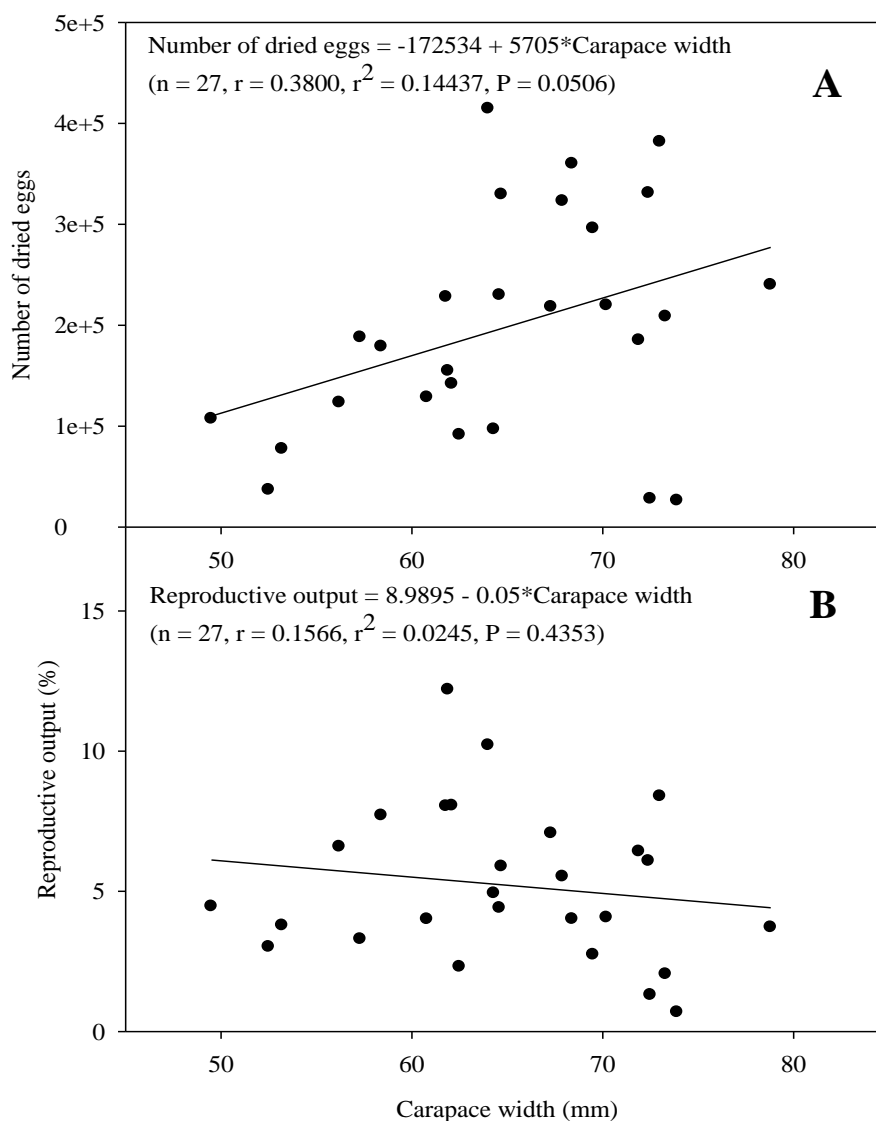 5e+5
Number of dried eggs = -172534 + 5705*Carapace width
(n = 27, r = 0.3800, r² = 0.14437, P = 0.0506)
A
4e+5
3e+5
2e+5
1e+5
0
Number of dried eggs
50 60 70 80
Reproductive output = 8.9895 - 0.05*Carapace width
(n = 27, r = 0.1566, r² = 0.0245, P = 0.4353)
B
15
10
5
0
Reproductive output (%)
50 60 70 80
Carapace width (mm)